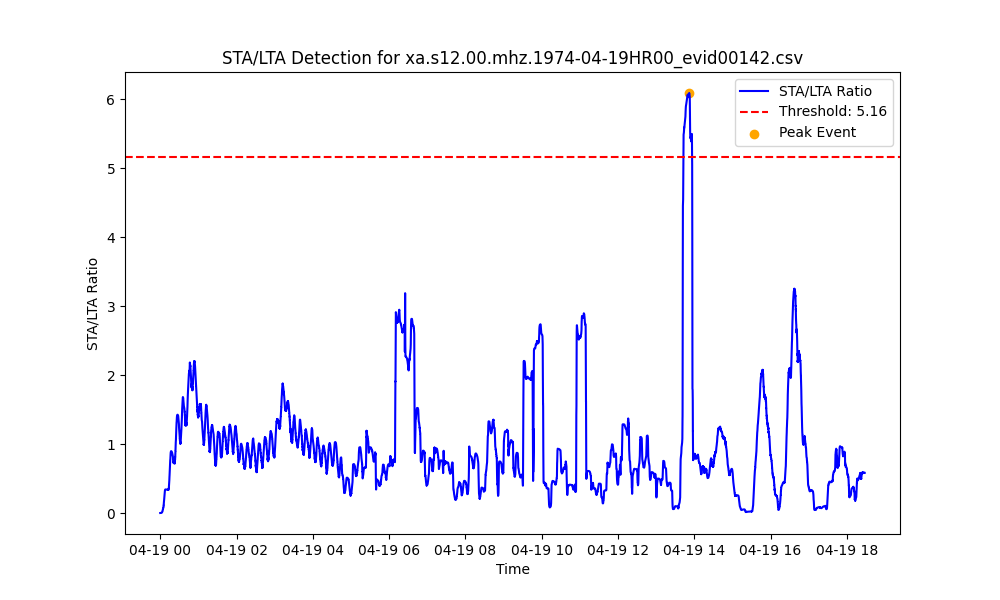 STA/LTA Detection for xa.s12.00.mhz.1974-04-19HR00_evid00142.csv
STA/LTA Ratio
Threshold: 5.16
Peak Event
6
5
4
3
2
1
0
STA/LTA Ratio
04-19 00 04-19 02 04-19 04 04-19 06 04-19 08 04-19 10 04-19 12 04-19 14 04-19 16 04-19 18
Time